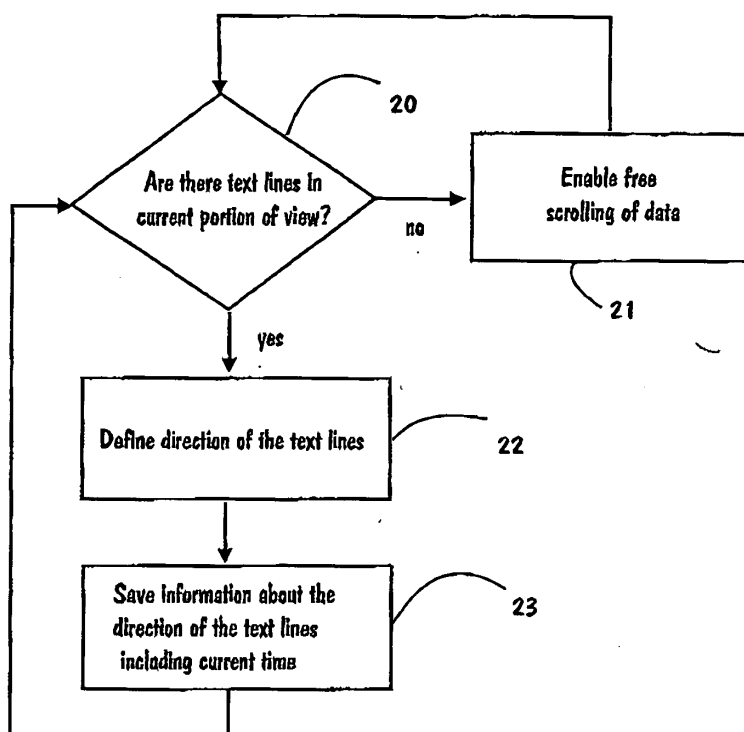 20
Are there text lines in
current portion of view?
no
Enable free
scrolling of data
21
yes
Define direction of the text lines
22
Save information about the
direction of the text lines
including current time
23